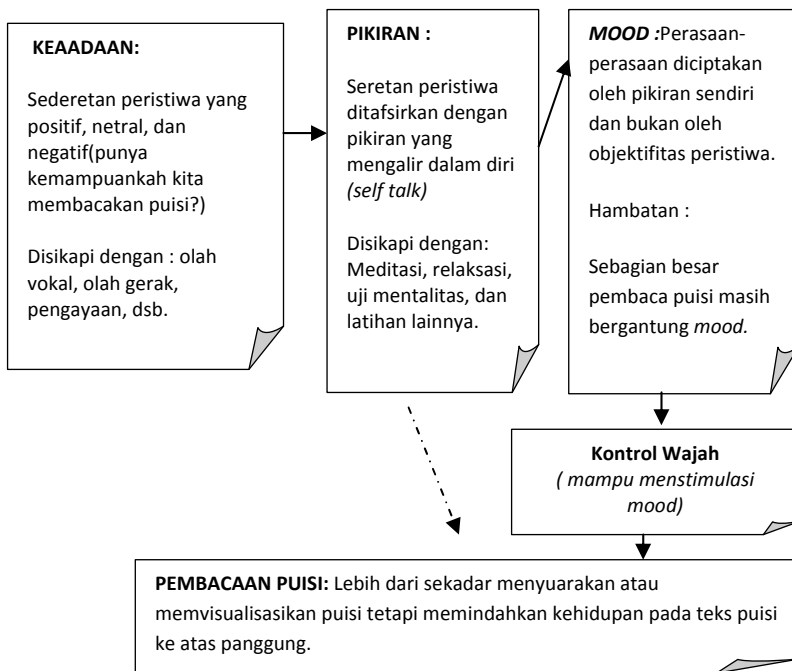 KEAADAAN:
Sederetan peristiwa yang
positif, netral, dan
negatif(punya
kemampuankah kita
membacakan puisi?)
Disikapi dengan : olah
vokal, olah gerak,
pengayaan, dsb.
PIKIRAN :
Seretan peristiwa
ditafsirkan dengan
pikiran yang
mengalir dalam diri
(self talk)
Disikapi dengan:
Meditasi, relaksasi,
uji mentalitas, dan
latihan lainnya.
MOOD :Perasaan-
perasaan diciptakan
oleh pikiran sendiri
dan bukan oleh
objektifitas peristiwa.
Hambatan :
Sebagian besar
pembaca puisi masih
bergantung mood.
Kontrol Wajah
( mampu menstimulasi
mood)
PEMBACAAN PUISI: Lebih dari sekadar menyuarakan atau
memvisualisasikan puisi tetapi memindahkan kehidupan pada teks puisi
ke atas panggung.